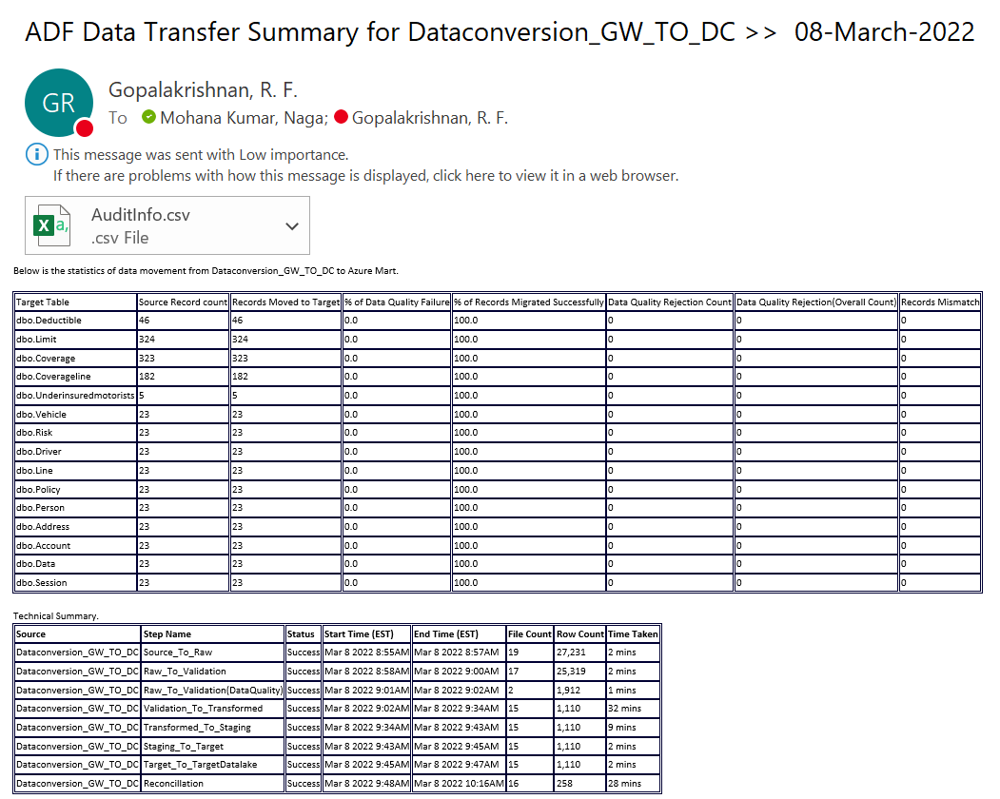 ADF Data Transfer Summary for Dataconversion_GW_TO_DC >> 08-March-2022
GR
Gopalakrishnan, R. F.
To Mohana Kumar, Naga; Gopalakrishnan, R. F.
This message was sent with Low importance.
If there are problems with how this message is displayed, click here to view it in a web browser.
X a,
AuditInfo.csv
.csv File
Below is the statistics of data movement from Dataconversion_GW_TO_DC to Azure Mart.
Target Table Source Record count Records Moved to Target % of Data Quality Failure % of Records Migrated Successfully Data Quality Rejection Count Data Quality Rejection(Overall Count) Records Mismatch
dbo.Deductible 46 46 0.0 100.0 0 0 0
dbo.Limit 324 324 0.0 100.0 0 0 0
dbo.Coverage 323 323 0.0 100.0 0 0 0
dbo.Coverageline 182 182 0.0 100.0 0 0 0
dbo.Underinsuredmotorists 5 5 0.0 100.0 0 0 0
dbo.Vehicle 23 23 0.0 100.0 0 0 0
dbo.Risk 23 23 0.0 100.0 0 0 0
dbo.Driver 23 23 0.0 100.0 0 0 0
dbo.Line 23 23 0.0 100.0 0 0 0
dbo.Policy 23 23 0.0 100.0 0 0 0
dbo.Person 23 23 0.0 100.0 0 0 0
dbo.Address 23 23 0.0 100.0 0 0 0
dbo.Account 23 23 0.0 100.0 0 0 0
dbo.Data 23 23 0.0 100.0 0 0 0
dbo.Session 23 23 0.0 100.0 0 0 0
Technical Summary.
Source Step Name Status Start Time (EST) End Time (EST) File Count Row Count Time Taken
Dataconversion_GW_TO_DC Source_To_Raw Success Mar 8 2022 8:55AM Mar 8 2022 8:57AM 19 27,231 2 mins
Dataconversion_GW_TO_DC Raw_To_Validation Success Mar 8 2022 8:58AM Mar 8 2022 9:00AM 17 25,319 2 mins
Dataconversion_GW_TO_DC Raw_To_Validation(DataQuality) Success Mar 8 2022 9:01AM Mar 8 2022 9:02AM 2 1,912 1 mins
Dataconversion_GW_TO_DC Validation_To_Transformed Success Mar 8 2022 9:02AM Mar 8 2022 9:34AM 15 1,110 32 mins
Dataconversion_GW_TO_DC Transformed_To_Staging Success Mar 8 2022 9:34AM Mar 8 2022 9:43AM 15 1,110 9 mins
Dataconversion_GW_TO_DC Staging_To_Target Success Mar 8 2022 9:43AM Mar 8 2022 9:45AM 15 1,110 2 mins
Dataconversion_GW_TO_DC Target_To_TargetDatalake Success Mar 8 2022 9:45AM Mar 8 2022 9:47AM 15 1,110 2 mins
Dataconversion_GW_TO_DC Reconcillation Success Mar 8 2022 9:48AM Mar 8 2022 10:16AM 16 258 28 mins